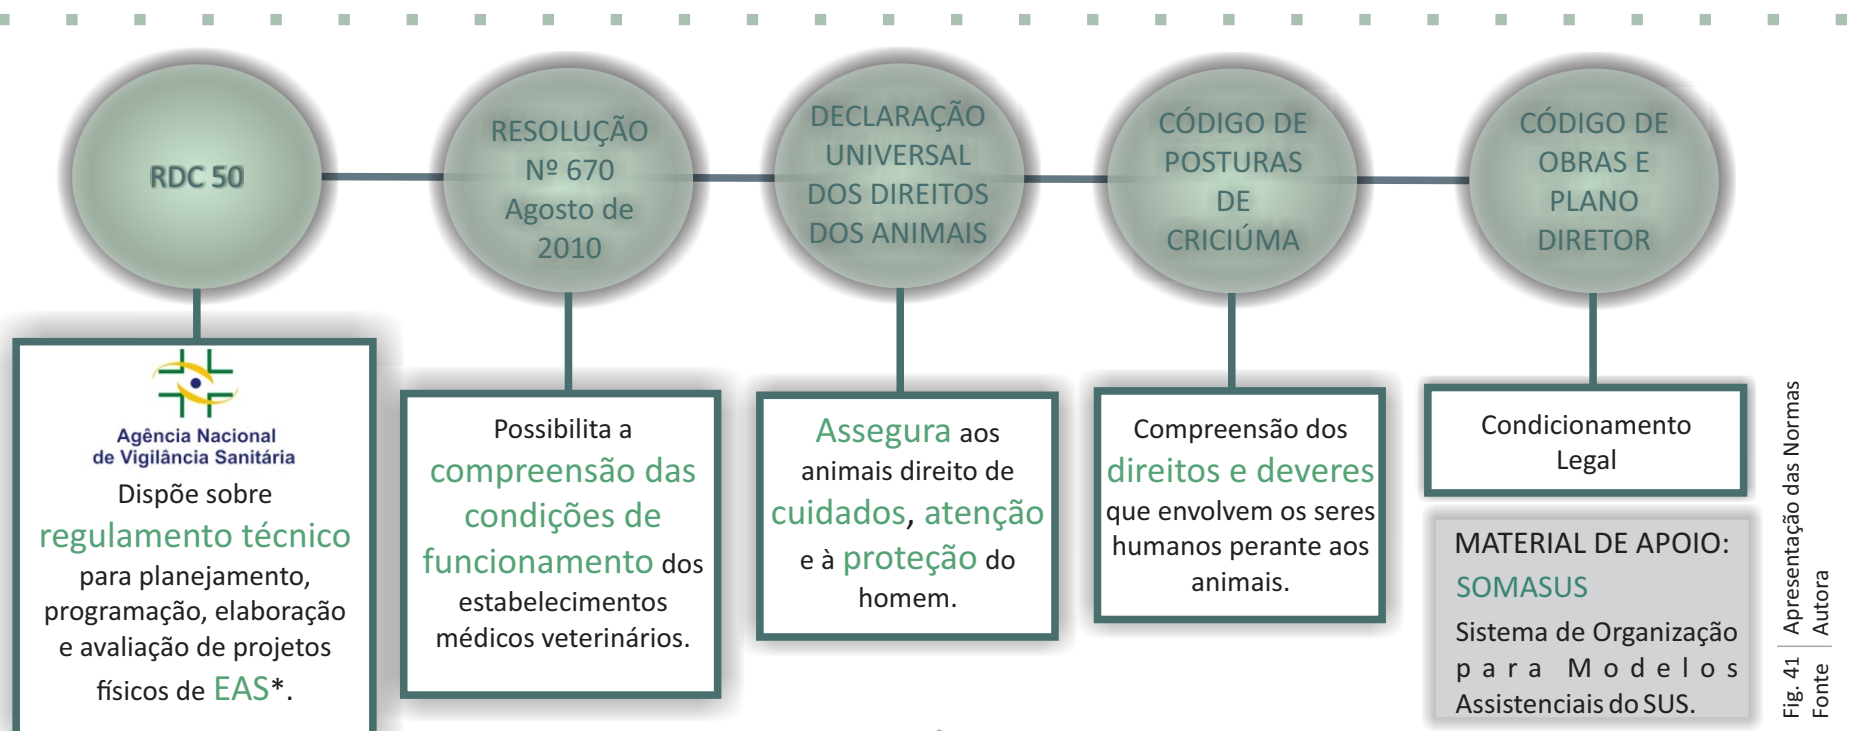 RDC 50
Agência Nacional
de Vigilância Sanitária
Dispõe sobre
regulamento técnico
para planejamento,
programação, elaboração
e avaliação de projetos
físicos de EAS*.
RESOLUÇÃO
Nº 670
Agosto de
2010
Possibilita a
compreensão das
condições de
funcionamento dos
estabelecimentos
médicos veterinários.
DECLARAÇÃO
UNIVERSAL
DOS DIREITOS
DOS ANIMAIS
Assegura aos
animais direito de
cuidados, atenção
e à proteção do
homem.
CÓDIGO DE
POSTURAS
DE
CRICIÚMA
Compreensão dos
direitos e deveres
que envolvem os seres
humanos perante aos
animais.
CÓDIGO DE
OBRAS E
PLANO
DIRETOR
Condicionamento
Legal
MATERIAL DE APOIO:
SOMASUS
Sistema de Organização
para Modelos
Assistenciais do SUS.
Fig. 41 Apresentação das Normas
Fonte Autora